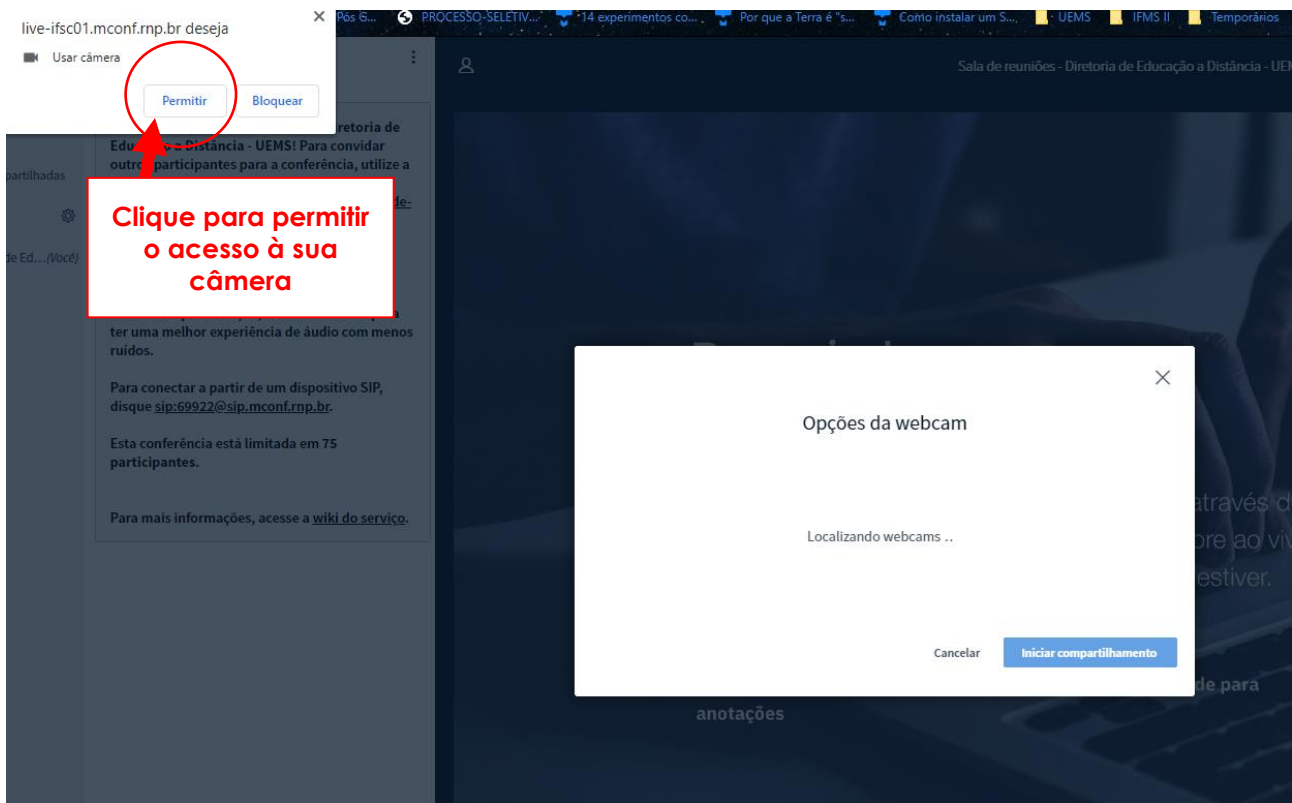 Pós G...
PROCESSO-SELETIV...
14 experimentos co...
Por que a Terra é "s...
Como instalar um S...
UEMS
IFMS II
Temporários
live-ifsc01.mconf.rnp.br deseja
Usar câmera
Permitir
Bloquear
Sala de reuniões - Diretoria de Educação a Distância - UEM
retoria de
Edu a Distância - UEMS! Para convidar
outro participantes para a conferência, utilize a
partilhadas
de-
Clique para permitir
o acesso à sua
câmera
de Ed...(Você)
ter uma melhor experiência de áudio com menos
ruídos.
Para conectar a partir de um dispositivo SIP,
disque sip:69922@sip.mconf.rnp.br.
Esta conferência está limitada em 75
participantes.
Para mais informações, acesse a wiki do serviço.
Opções da webcam
Localizando webcams ..
Cancelar
Iniciar compartilhamento
através d
bre ao viv
estiver.
de para
anotações